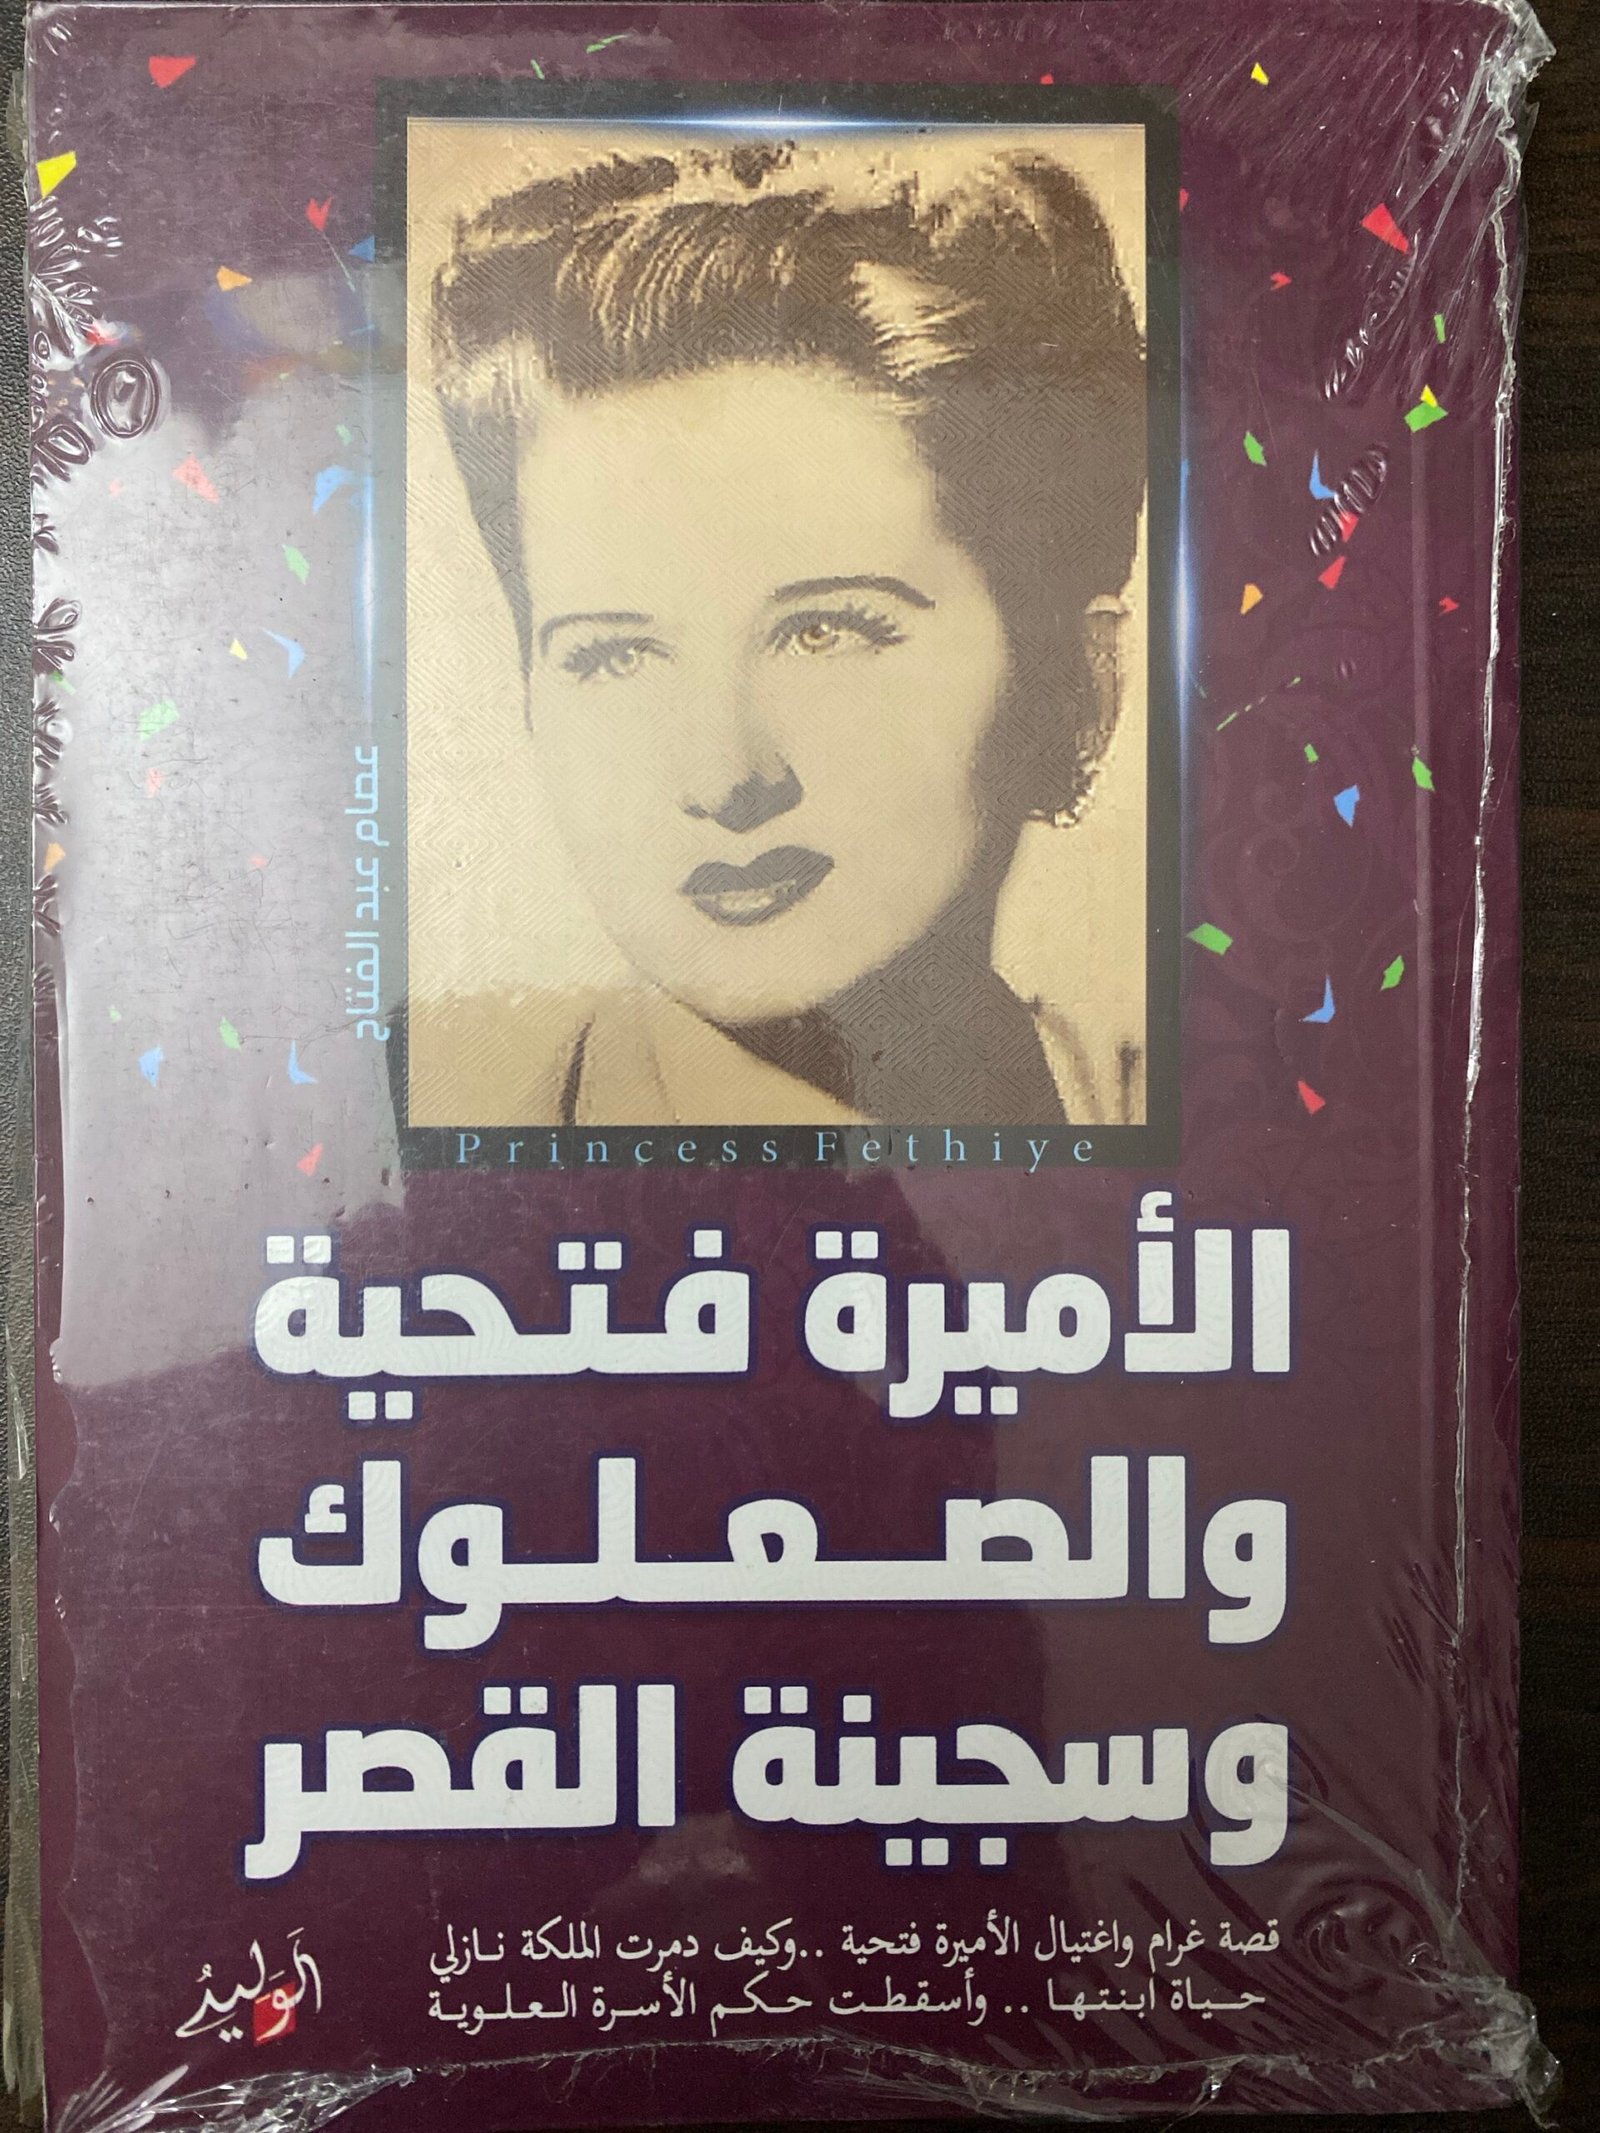 عصام عبد الفتاح
Princess Fethiye
الأميرة فتحية
والصعلوك
وسجينة القصر
قصة غرام واغتيال الأميرة فتحية ..وكيف دمرت الملكة نازلي
حياة ابنتها .. وأسقطت حكم الأسرة العلوية
الوليد